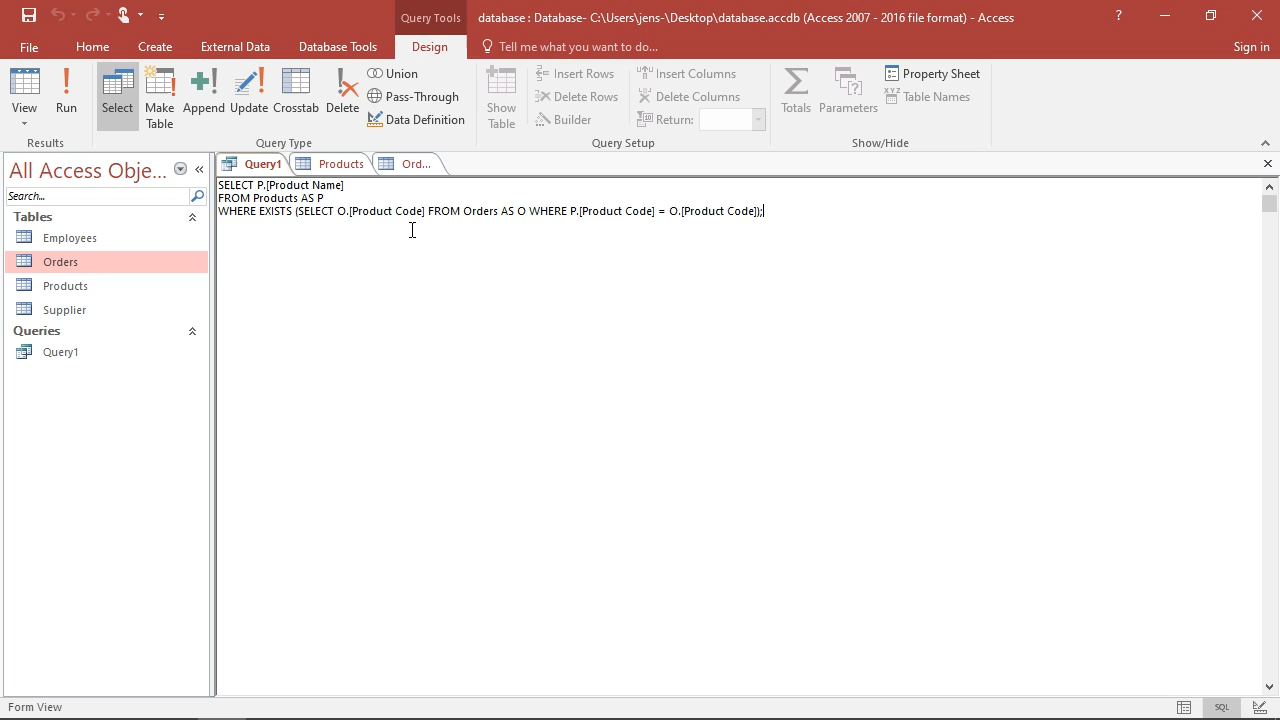 Query Tools
database : Database- C:\Users\jens-\Desktop\database.accdb (Access 2007 - 2016 file format) - Access
?
File Home Create External Data Database Tools Design Tell me what you want to do... Sign in
View Run Select Make Table Append Update Crosstab Delete
Union
Pass-Through
Data Definition
Show Table
Insert Rows
Delete Rows
Builder
Insert Columns
Delete Columns
Return:
Totals Parameters
Property Sheet
Table Names
Results Query Type Query Setup Show/Hide
All Access Obje...
Search...
Tables
Employees
Orders
Products
Supplier
Queries
Query1
Query1 Products Ord...
SELECT P.[Product Name]
FROM Products AS P
WHERE EXISTS (SELECT O.[Product Code] FROM Orders AS O WHERE P.[Product Code] = O.[Product Code]);
Form View
SQL